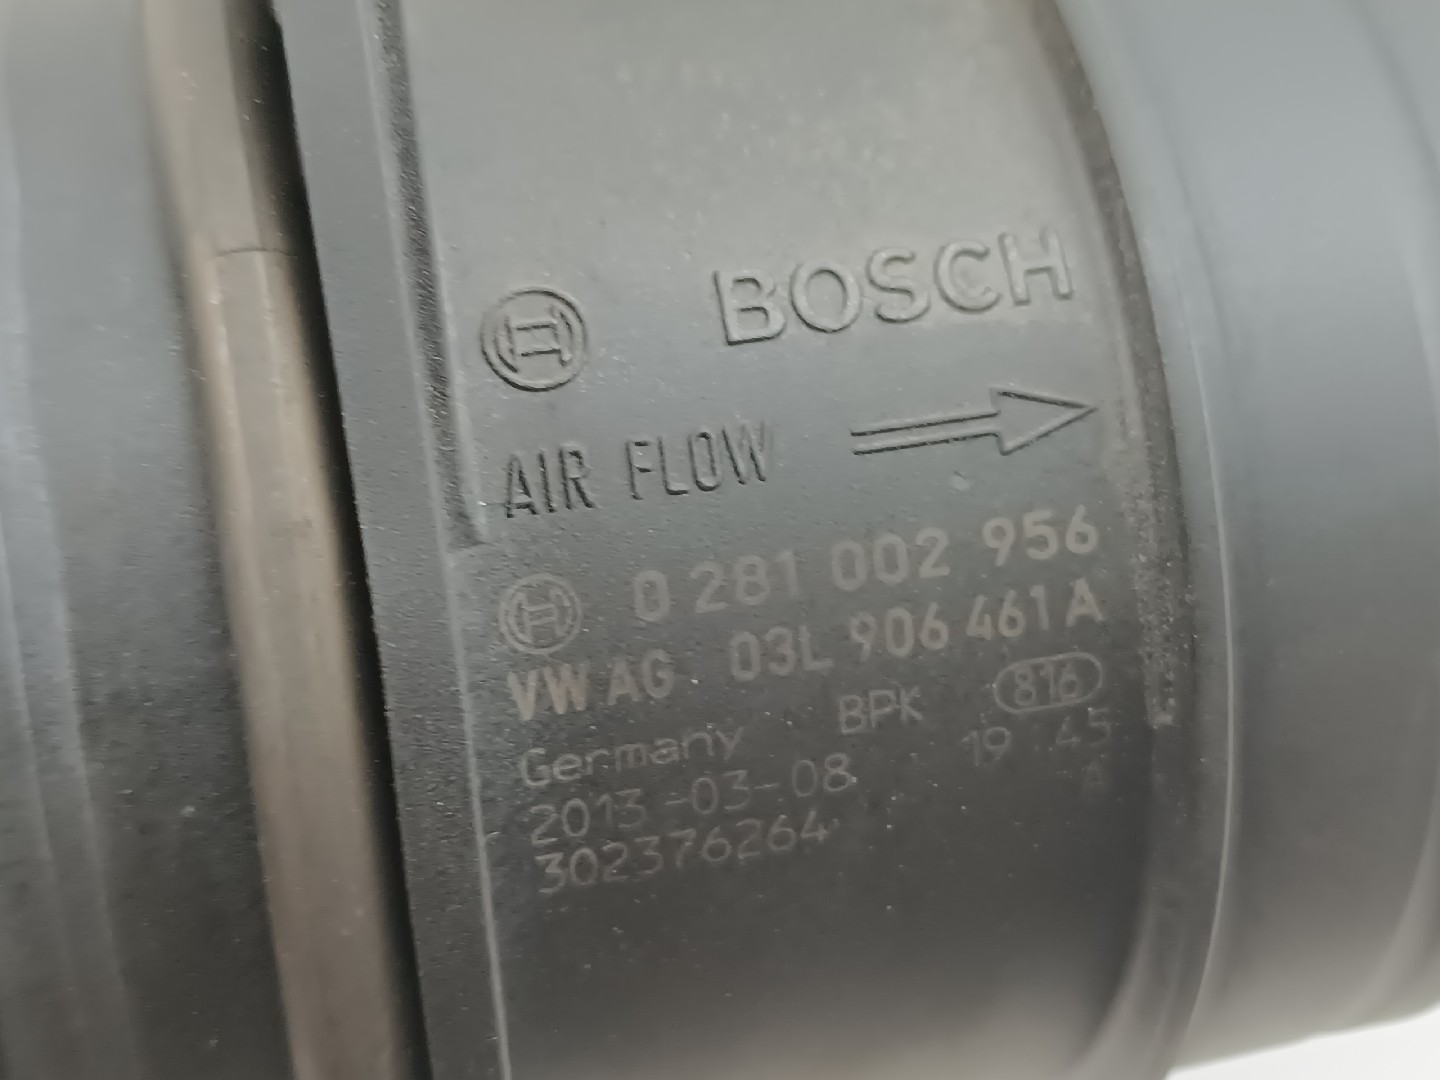 BOSCH
AIR FLOW
0 281 002 956
VW AG 03L 906 461 A
Germany BPK 816
2013-03-08 19 45
302376264 A